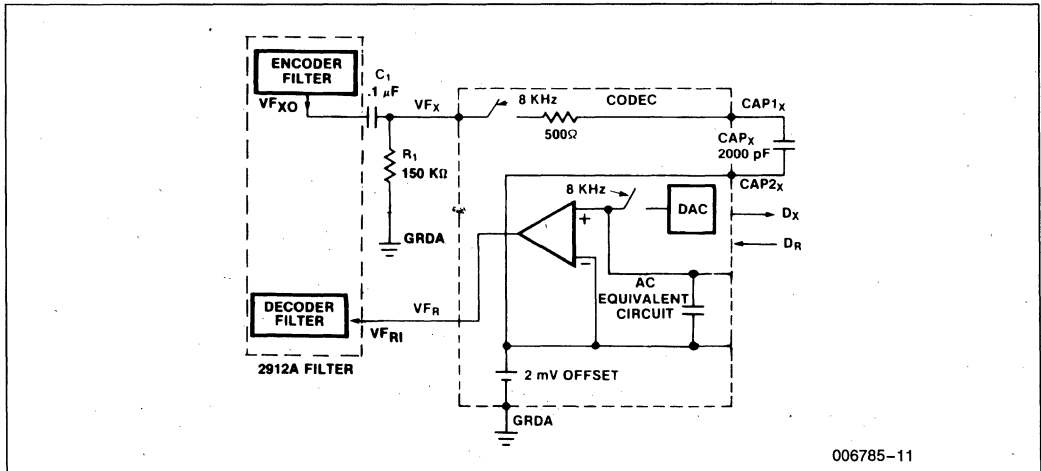 ENCODER
FILTER
VFXO
C1
.1 µF
VFX
8 KHz
CODEC
CAP1X
500Ω
CAPX
2000 pF
R1
150 KΩ
CAP2X
8 KHz
DAC
DX
GRDA
+
−
DR
AC
EQUIVALENT
CIRCUIT
DECODER
FILTER
VFR
VFRI
2912A FILTER
2 mV OFFSET
GRDA
006785-11